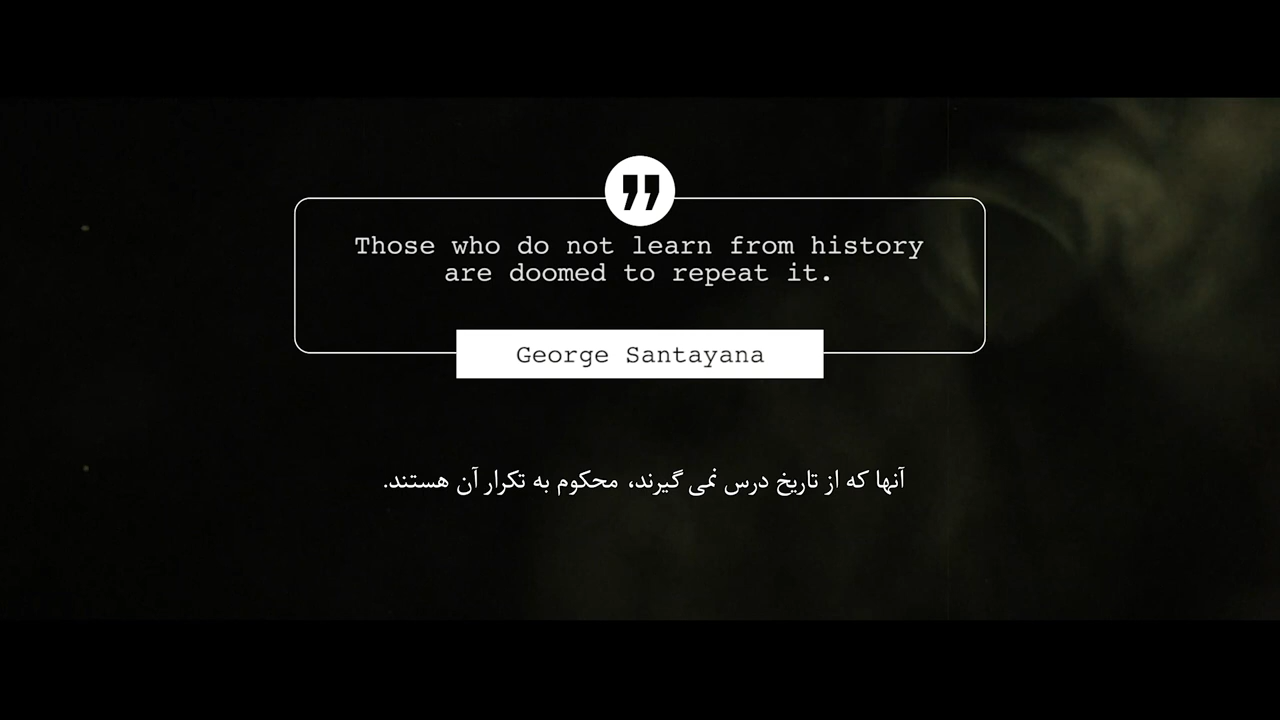 Those who do not learn from history
are doomed to repeat it.
George Santayana
آنها که از تاریخ درس نمی گیرند، محکوم به تکرار آن هستند.